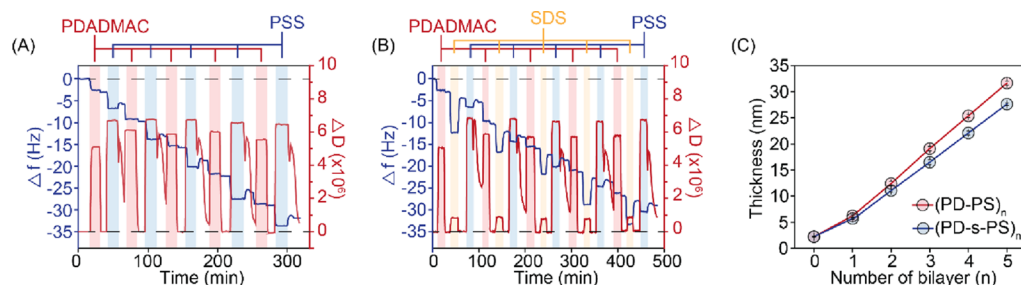 (A)
PDADMAC
PSS
Δf (Hz)
0
-5
-10
-15
-20
-25
-30
-35
ΔD (x10⁶)
10
8
6
4
2
0
0
100
200
300
Time (min)
(B)
PDADMAC
SDS
PSS
Δf (Hz)
0
-5
-10
-15
-20
-25
-30
-35
ΔD (x10⁶)
10
8
6
4
2
0
0
100
200
300
400
500
Time (min)
(C)
Thickness (nm)
35
30
25
20
15
10
5
0
(PD-PS)n
(PD-s-PS)n
0
1
2
3
4
5
Number of bilayer (n)